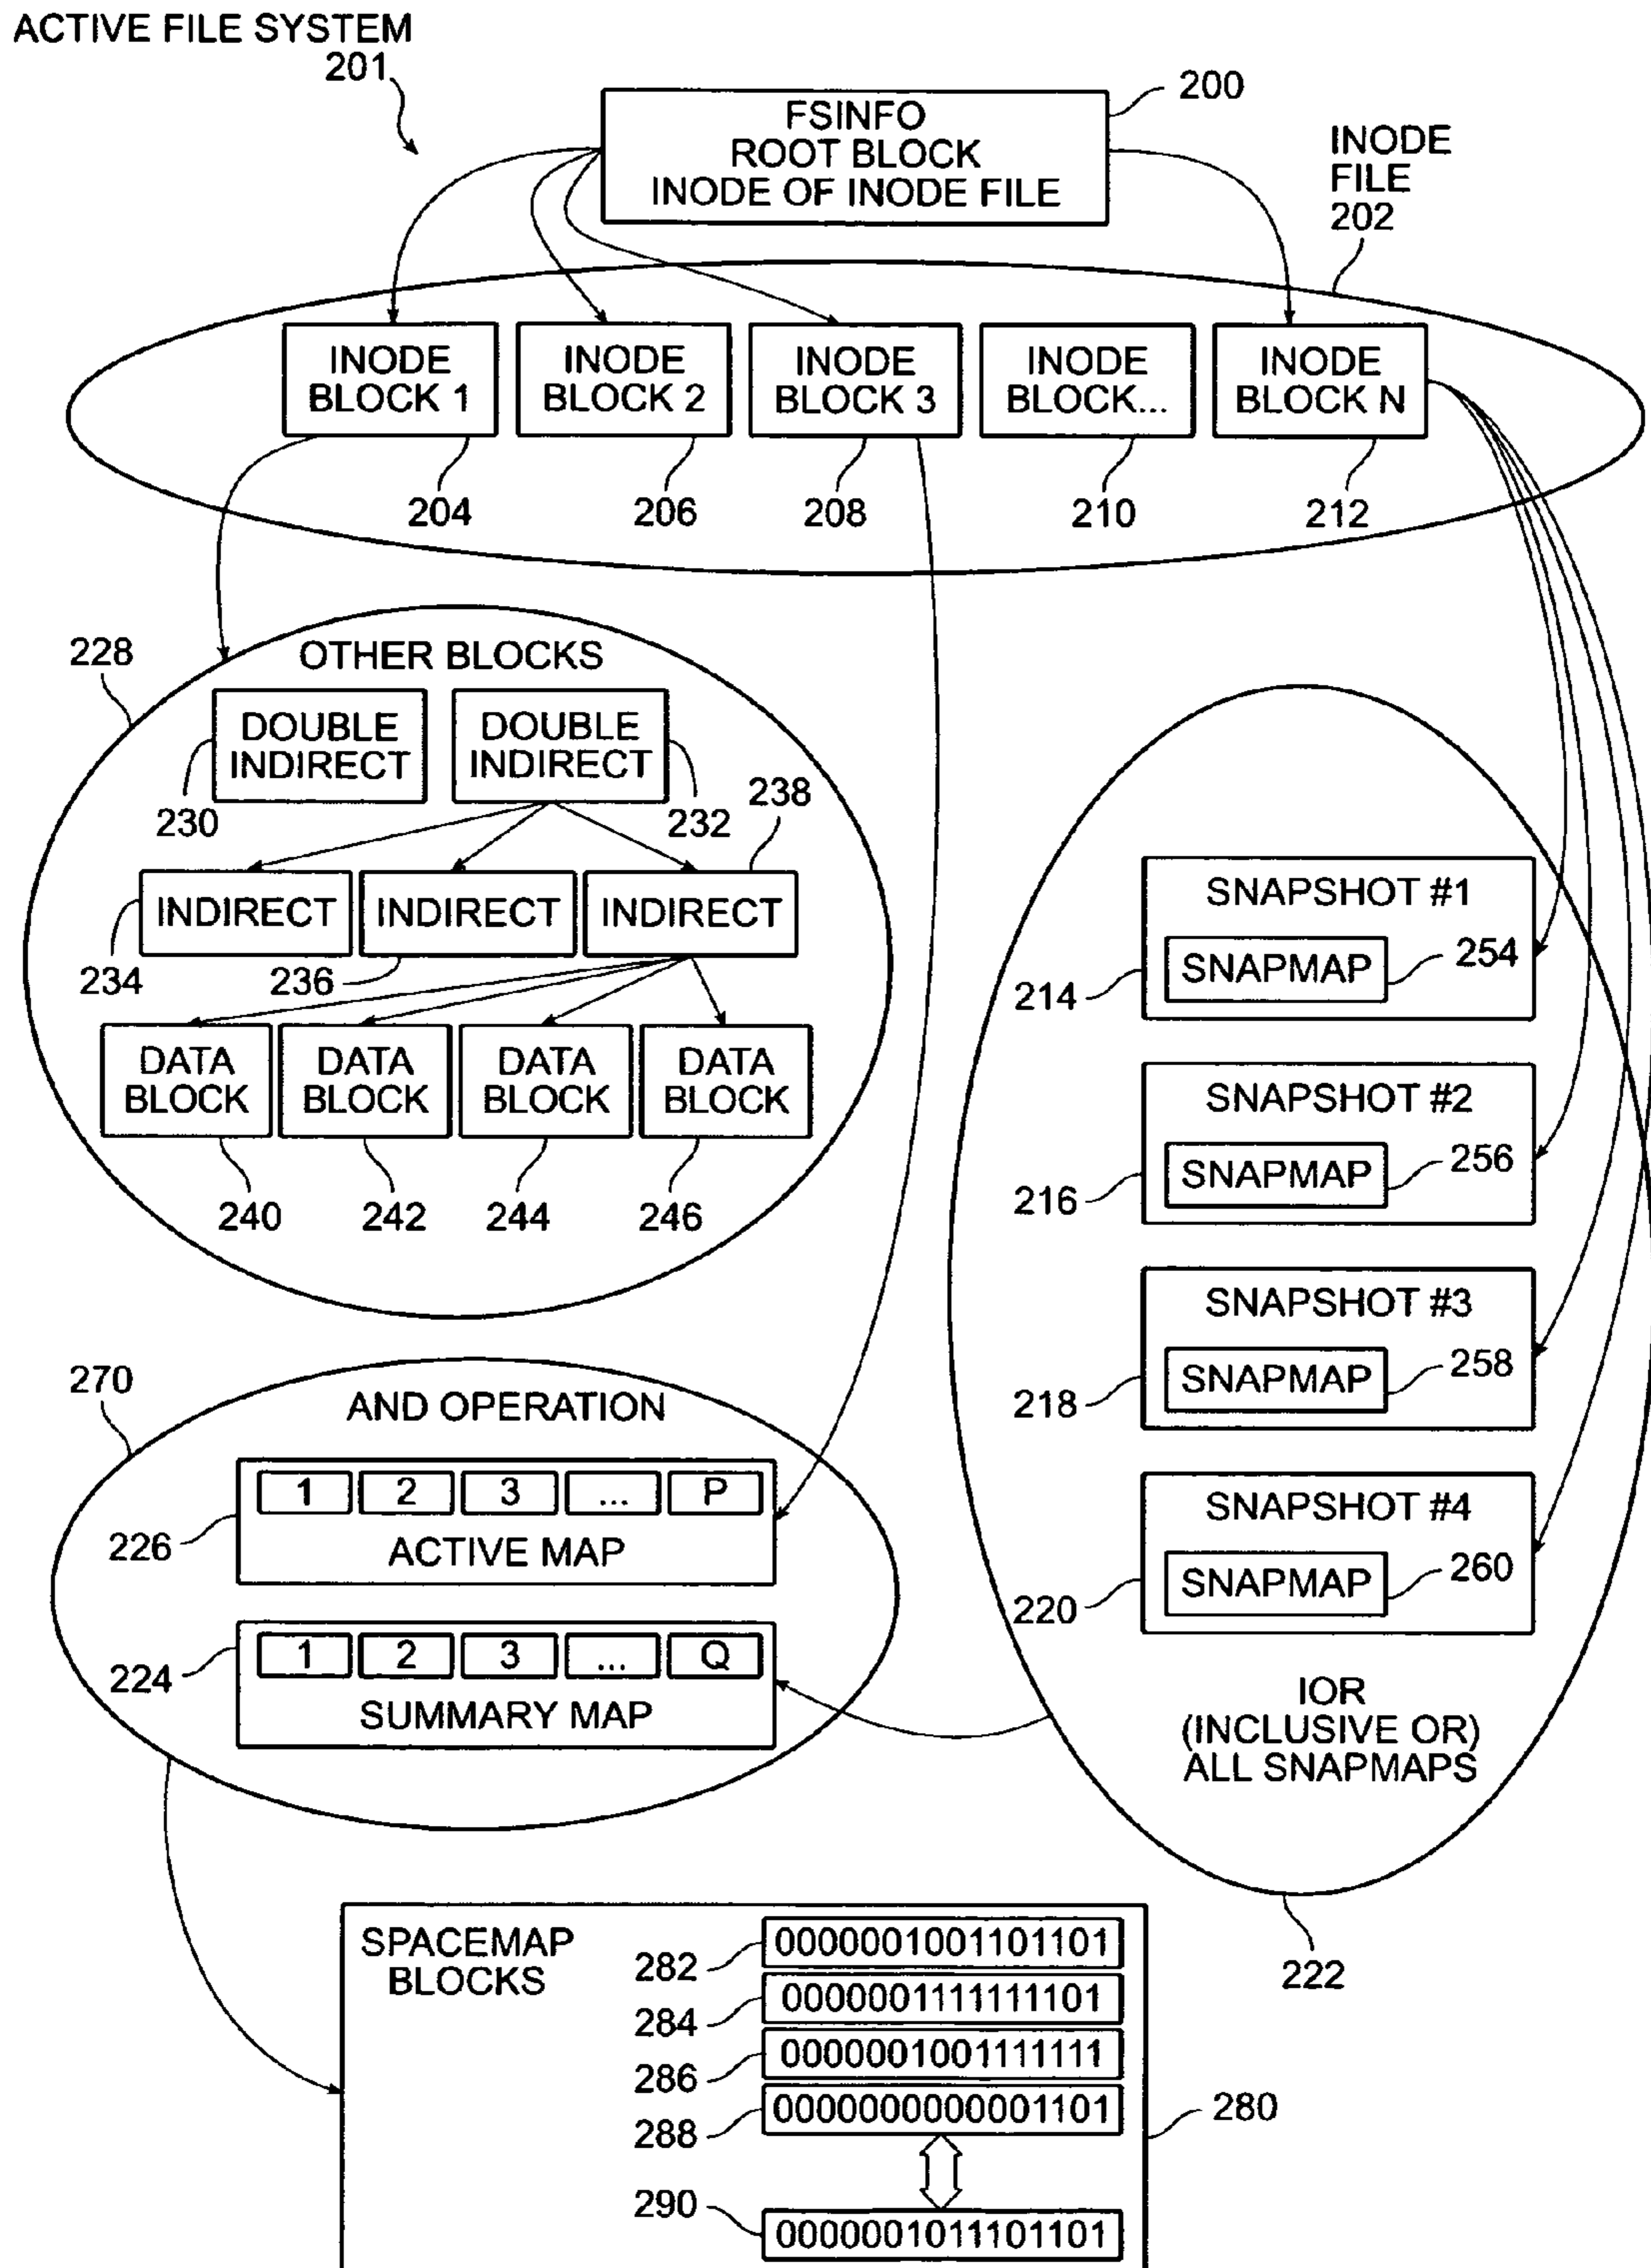 ACTIVE FILE SYSTEM
201
200
FSINFO
ROOT BLOCK
INODE OF INODE FILE
INODE
FILE
202
INODE
BLOCK 1
INODE
BLOCK 2
INODE
BLOCK 3
INODE
BLOCK...
INODE
BLOCK N
204
206
208
210
212
228
OTHER BLOCKS
DOUBLE
INDIRECT
DOUBLE
INDIRECT
230
232
238
INDIRECT
INDIRECT
INDIRECT
234
236
DATA
BLOCK
DATA
BLOCK
DATA
BLOCK
DATA
BLOCK
240
242
244
246
SNAPSHOT #1
SNAPMAP
254
214
SNAPSHOT #2
SNAPMAP
256
216
SNAPSHOT #3
SNAPMAP
258
218
SNAPSHOT #4
SNAPMAP
260
220
IOR
(INCLUSIVE OR)
ALL SNAPMAPS
222
270
AND OPERATION
1 2 3 ... P
ACTIVE MAP
226
1 2 3 ... Q
SUMMARY MAP
224
SPACEMAP
BLOCKS
282
0000001001101101
284
0000001111111101
286
0000001001111111
288
0000000000001101
280
290
0000001011101101